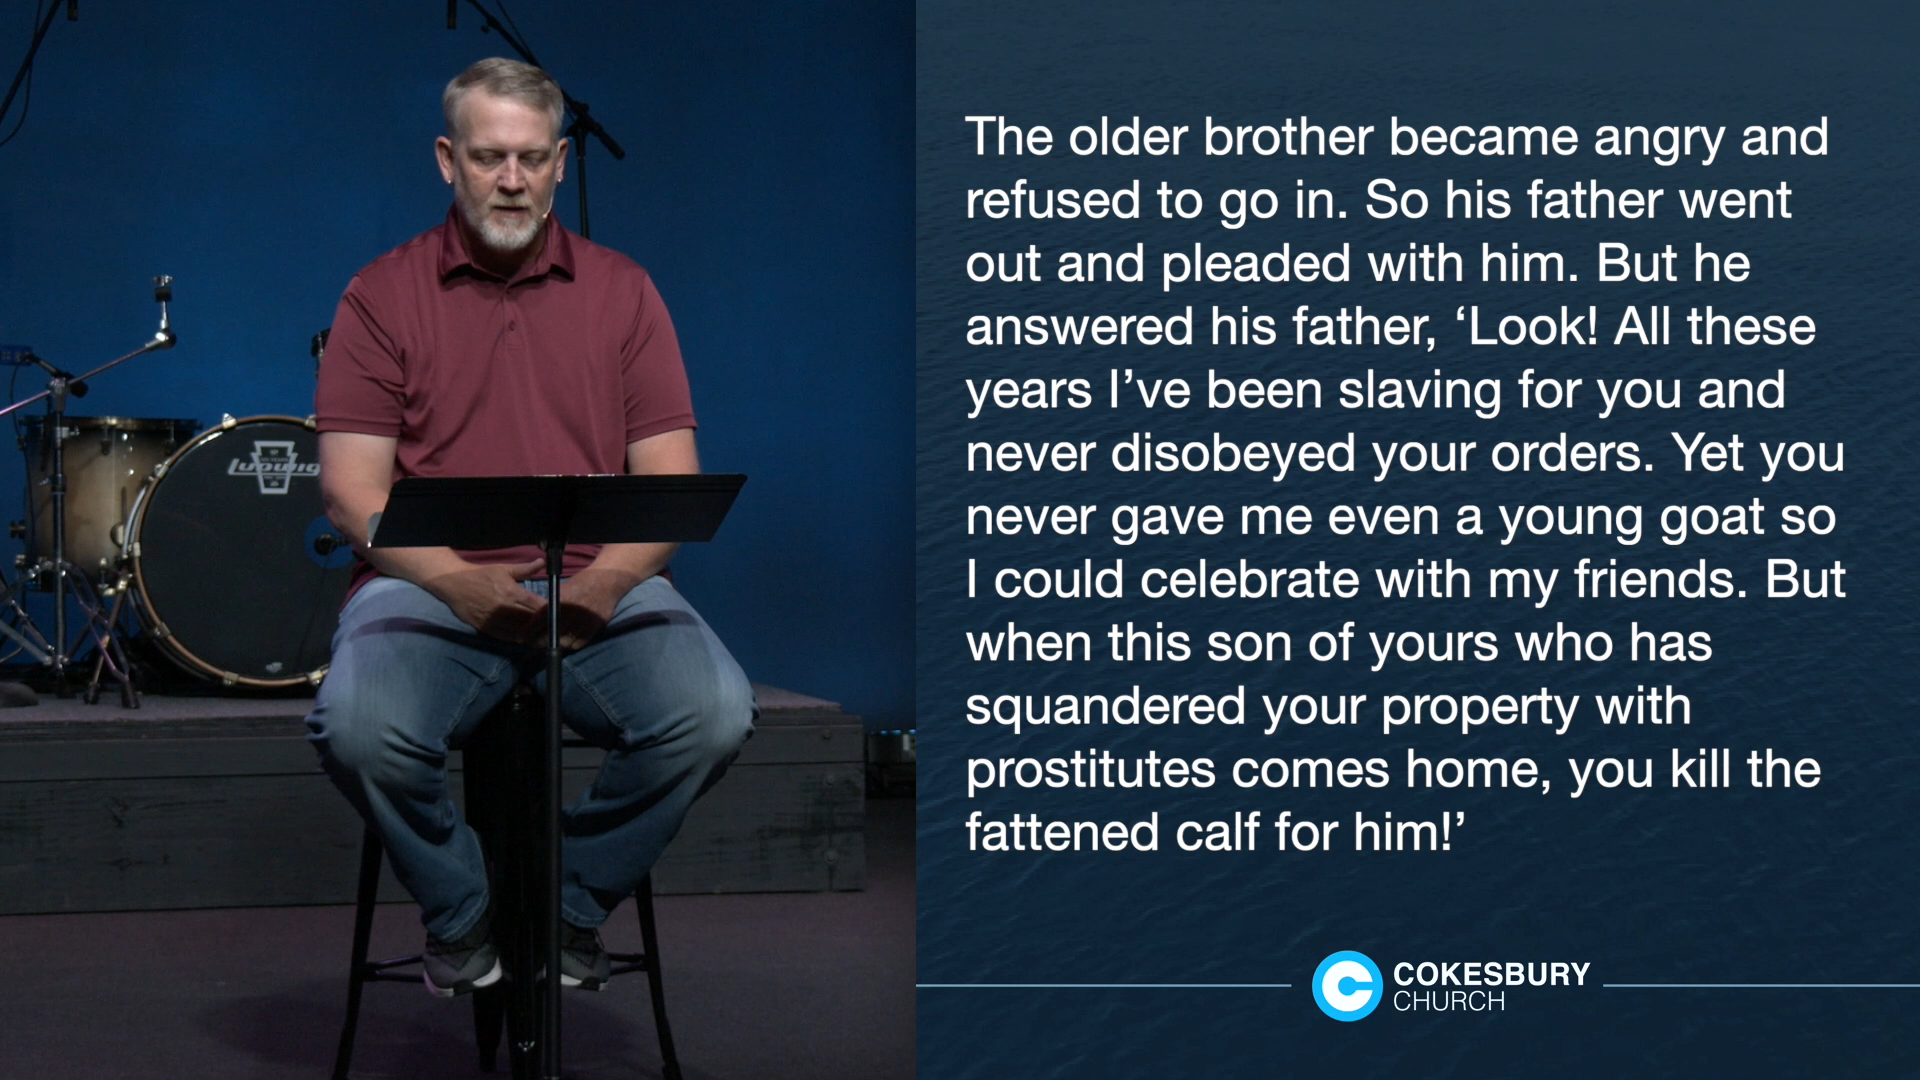 Ludwig
The older brother became angry and
refused to go in. So his father went
out and pleaded with him. But he
answered his father, ‘Look! All these
years I’ve been slaving for you and
never disobeyed your orders. Yet you
never gave me even a young goat so
I could celebrate with my friends. But
when this son of yours who has
squandered your property with
prostitutes comes home, you kill the
fattened calf for him!’
COKESBURY
CHURCH